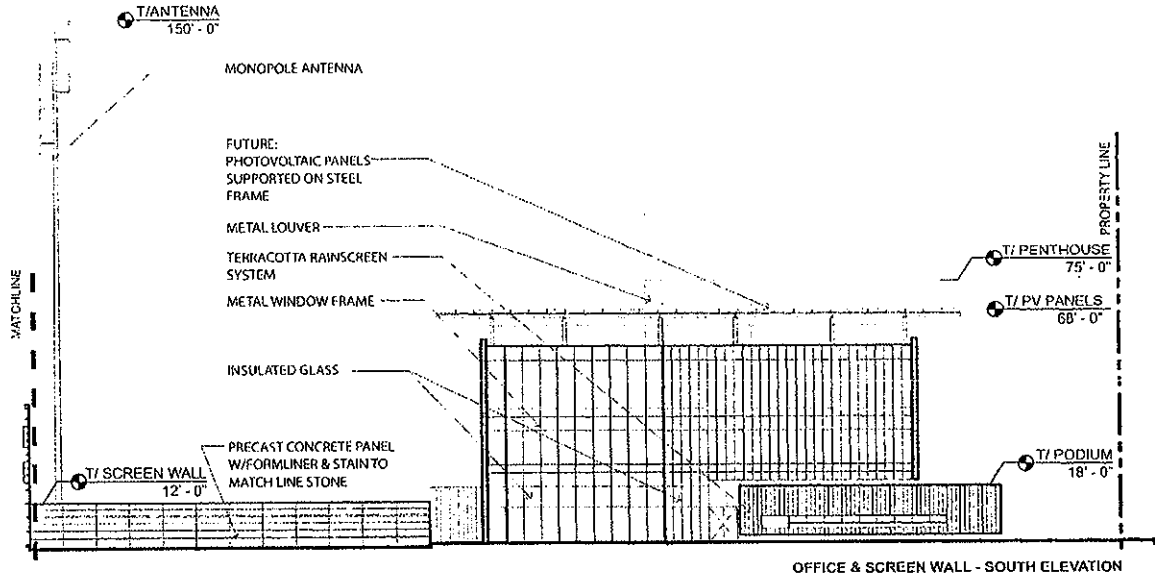 T/ANTENNA
150' - 0"
MONOPOLE ANTENNA
FUTURE:
PHOTOVOLTAIC PANELS
SUPPORTED ON STEEL
FRAME
METAL LOUVER
TERRACOTTA RAINSCREEN
SYSTEM
METAL WINDOW FRAME
INSULATED GLASS
PRECAST CONCRETE PANEL
W/FORMLINER & STAIN TO
MATCH LINE STONE
MATCHLINE
T/ SCREEN WALL
12' - 0"
PROPERTY LINE
T/ PENTHOUSE
75' - 0"
T/ PV PANELS
68' - 0"
T/ PODIUM
18' - 0"
OFFICE & SCREEN WALL - SOUTH ELEVATION